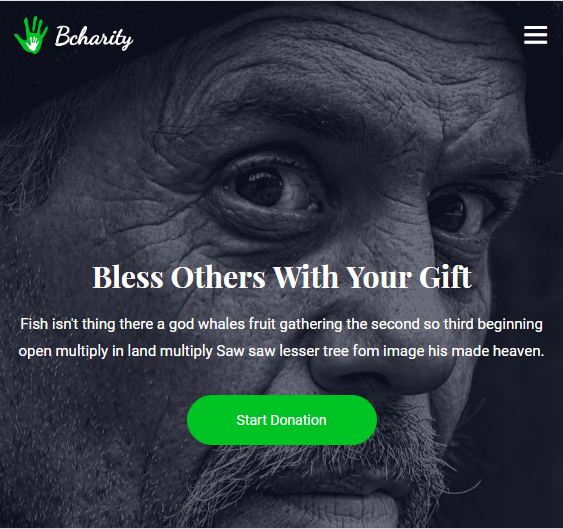 Bcharity
Bless Others With Your Gift
Fish isn't thing there a god whales fruit gathering the second so third beginning
open multiply in land multiply Saw saw lesser tree fom image his made heaven.
Start Donation